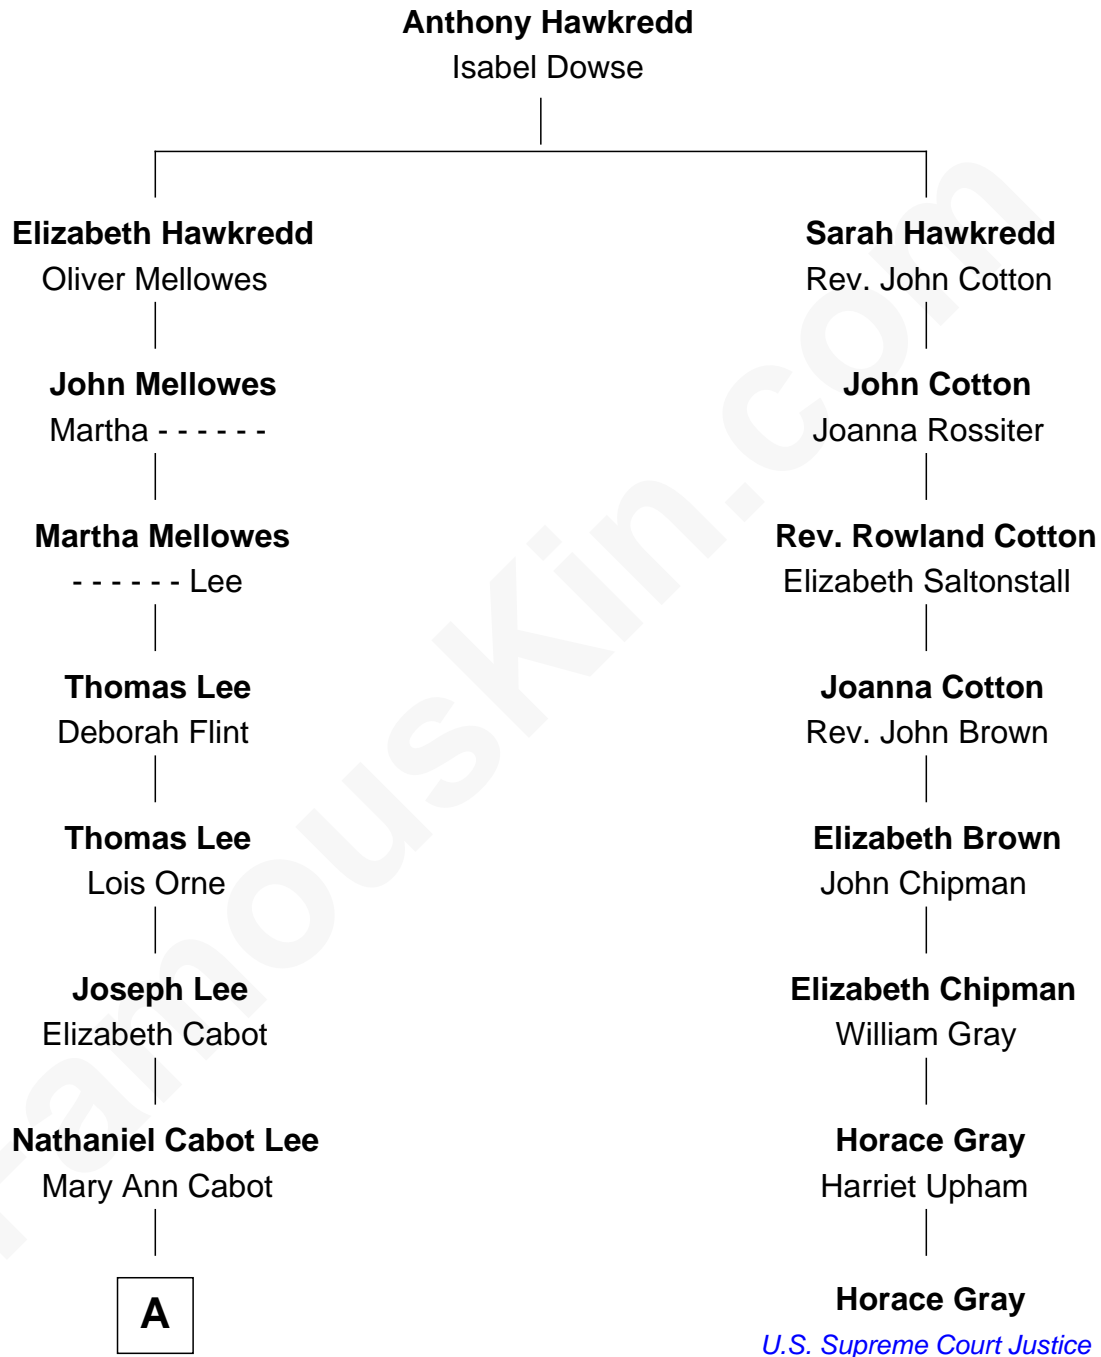 Anthony Hawkredd
Isabel Dowse
Elizabeth Hawkredd
Oliver Mellowes
Sarah Hawkredd
Rev. John Cotton
John Mellowes
Martha - - - - - -
John Cotton
Joanna Rossiter
Martha Mellowes
- - - - - - Lee
Rev. Rowland Cotton
Elizabeth Saltonstall
Thomas Lee
Deborah Flint
Joanna Cotton
Rev. John Brown
Thomas Lee
Lois Orne
Elizabeth Brown
John Chipman
Joseph Lee
Elizabeth Cabot
Elizabeth Chipman
William Gray
Nathaniel Cabot Lee
Mary Ann Cabot
Horace Gray
Harriet Upham
A
Horace Gray
U.S. Supreme Court Justice
FamousKin.com